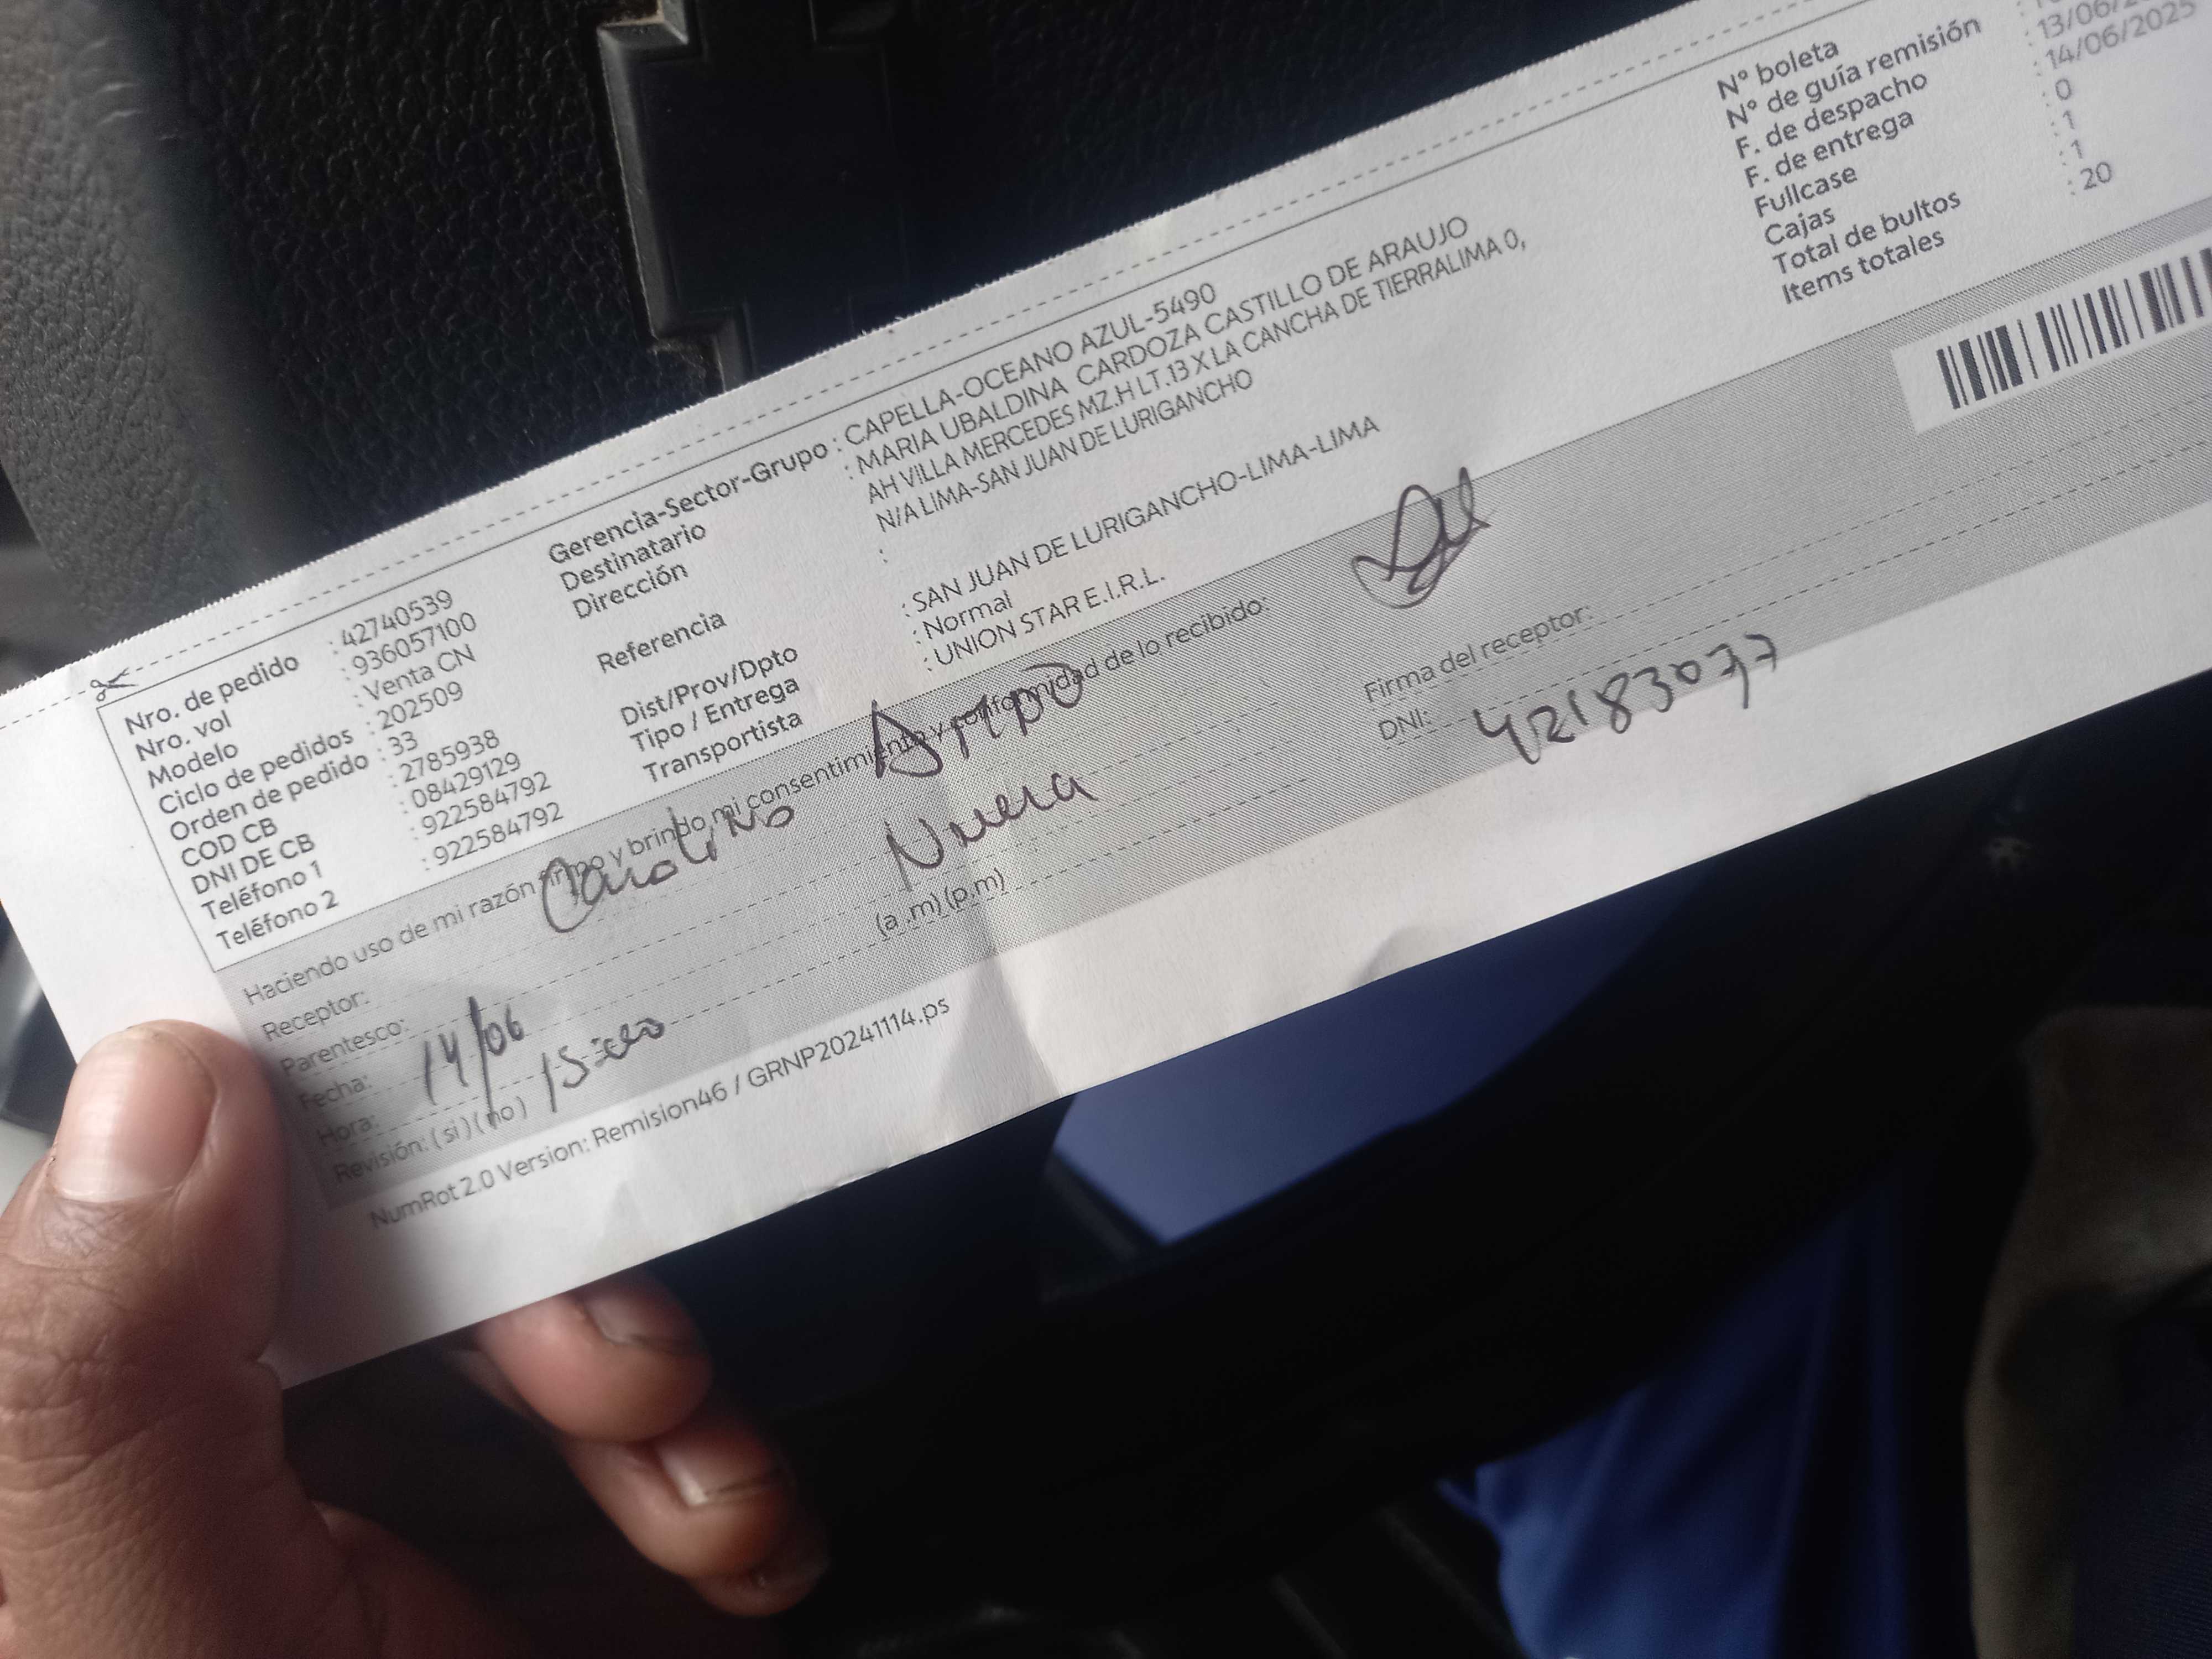 Nro. de pedido : 42740539
Nro. vol : 936057100
Modelo : Venta CN
Ciclo de pedidos : 202509
Orden de pedido : 33
COD CB : 2785938
DNI DE CB : 08429129
Teléfono 1 : 922584792
Teléfono 2 : 922584792
Gerencia-Sector-Grupo : CAPELLA-OCEANO AZUL-5490
Destinatario : MARIA UBALDINA CARDOZA CASTILLO DE ARAUJO
Dirección AH VILLA MERCEDES MZ.H LT.13 X LA CANCHA DE TIERRALIMA 0,
N/A LIMA-SAN JUAN DE LURIGANCHO
Referencia :
Dist/Prov/Dpto : SAN JUAN DE LURIGANCHO-LIMA-LIMA
Tipo / Entrega : Normal
Transportista : UNION STAR E.I.R.L.
N° boleta
N° de guía remisión
F. de despacho : 13/06/
F. de entrega : 14/06/2025
Fullcase : 0
Cajas : 1
Total de bultos : 1
Items totales : 20
Haciendo uso de mi razón firmo y brindo mi consentimiento y conformidad de lo recibido:
Receptor:
Parentesco: Nuera
Fecha: 14/06
Hora: (a.m) (p.m)
Revisión: ( si ) ( no )
Firma del receptor:
DNI: 42183077
NumRot 2.0 Version: Remision46 / GRNP20241114.ps